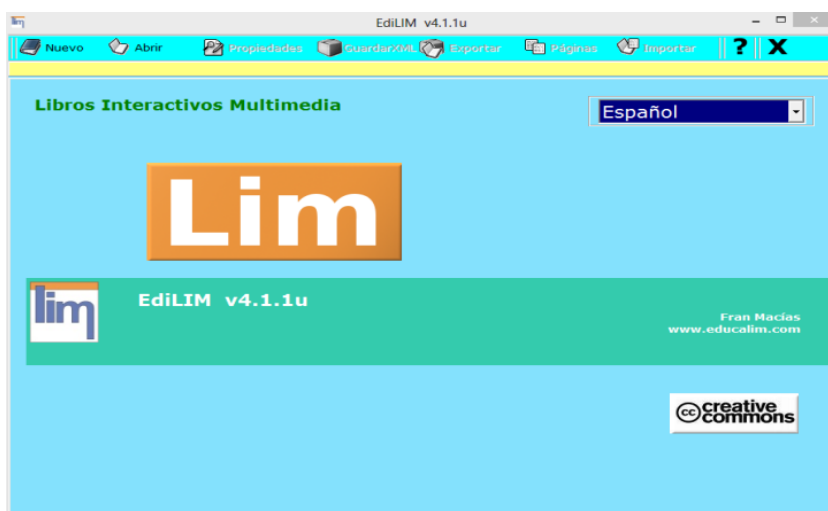 EdiLIM v4.1.1u
Nuevo Abrir Propiedades GuardarXML Exportar Páginas Importar ? X
Libros Interactivos Multimedia
Español
Lim
lim
EdiLIM v4.1.1u
Fran Macías
www.educalim.com
cc creative
commons